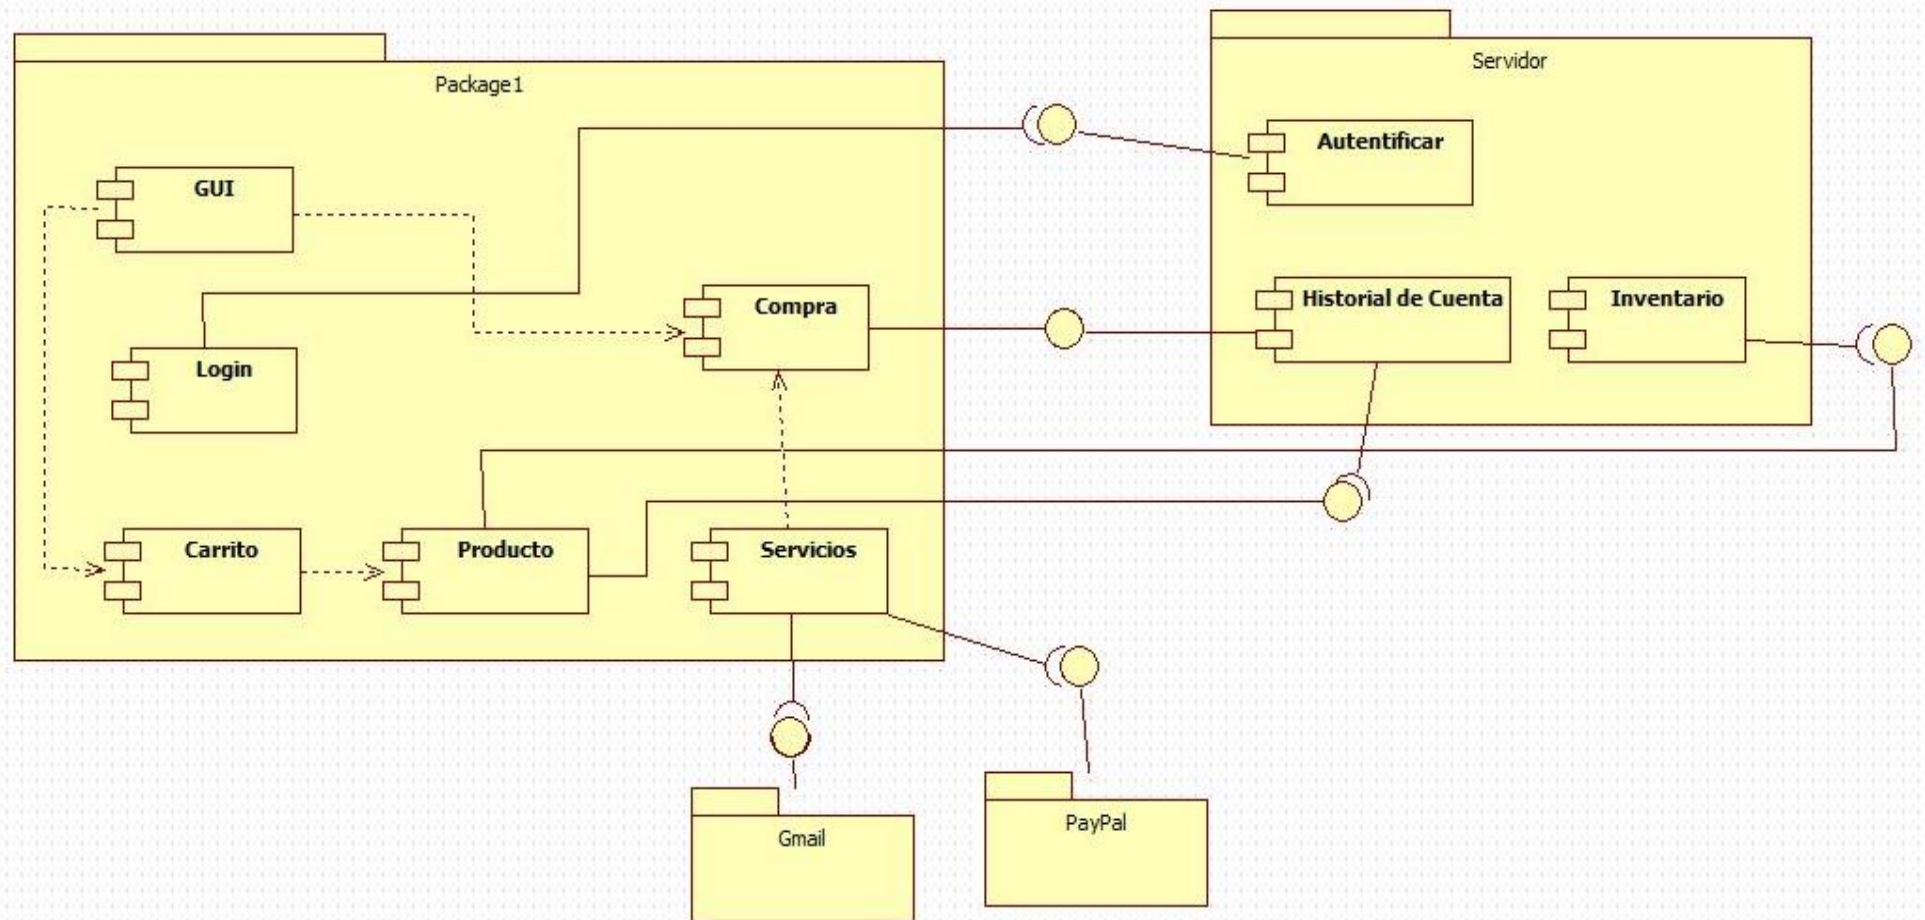 Package1
Servidor
Autentificar
GUI
Compra
Historial de Cuenta
Inventario
Login
Carrito
Producto
Servicios
Gmail
PayPal